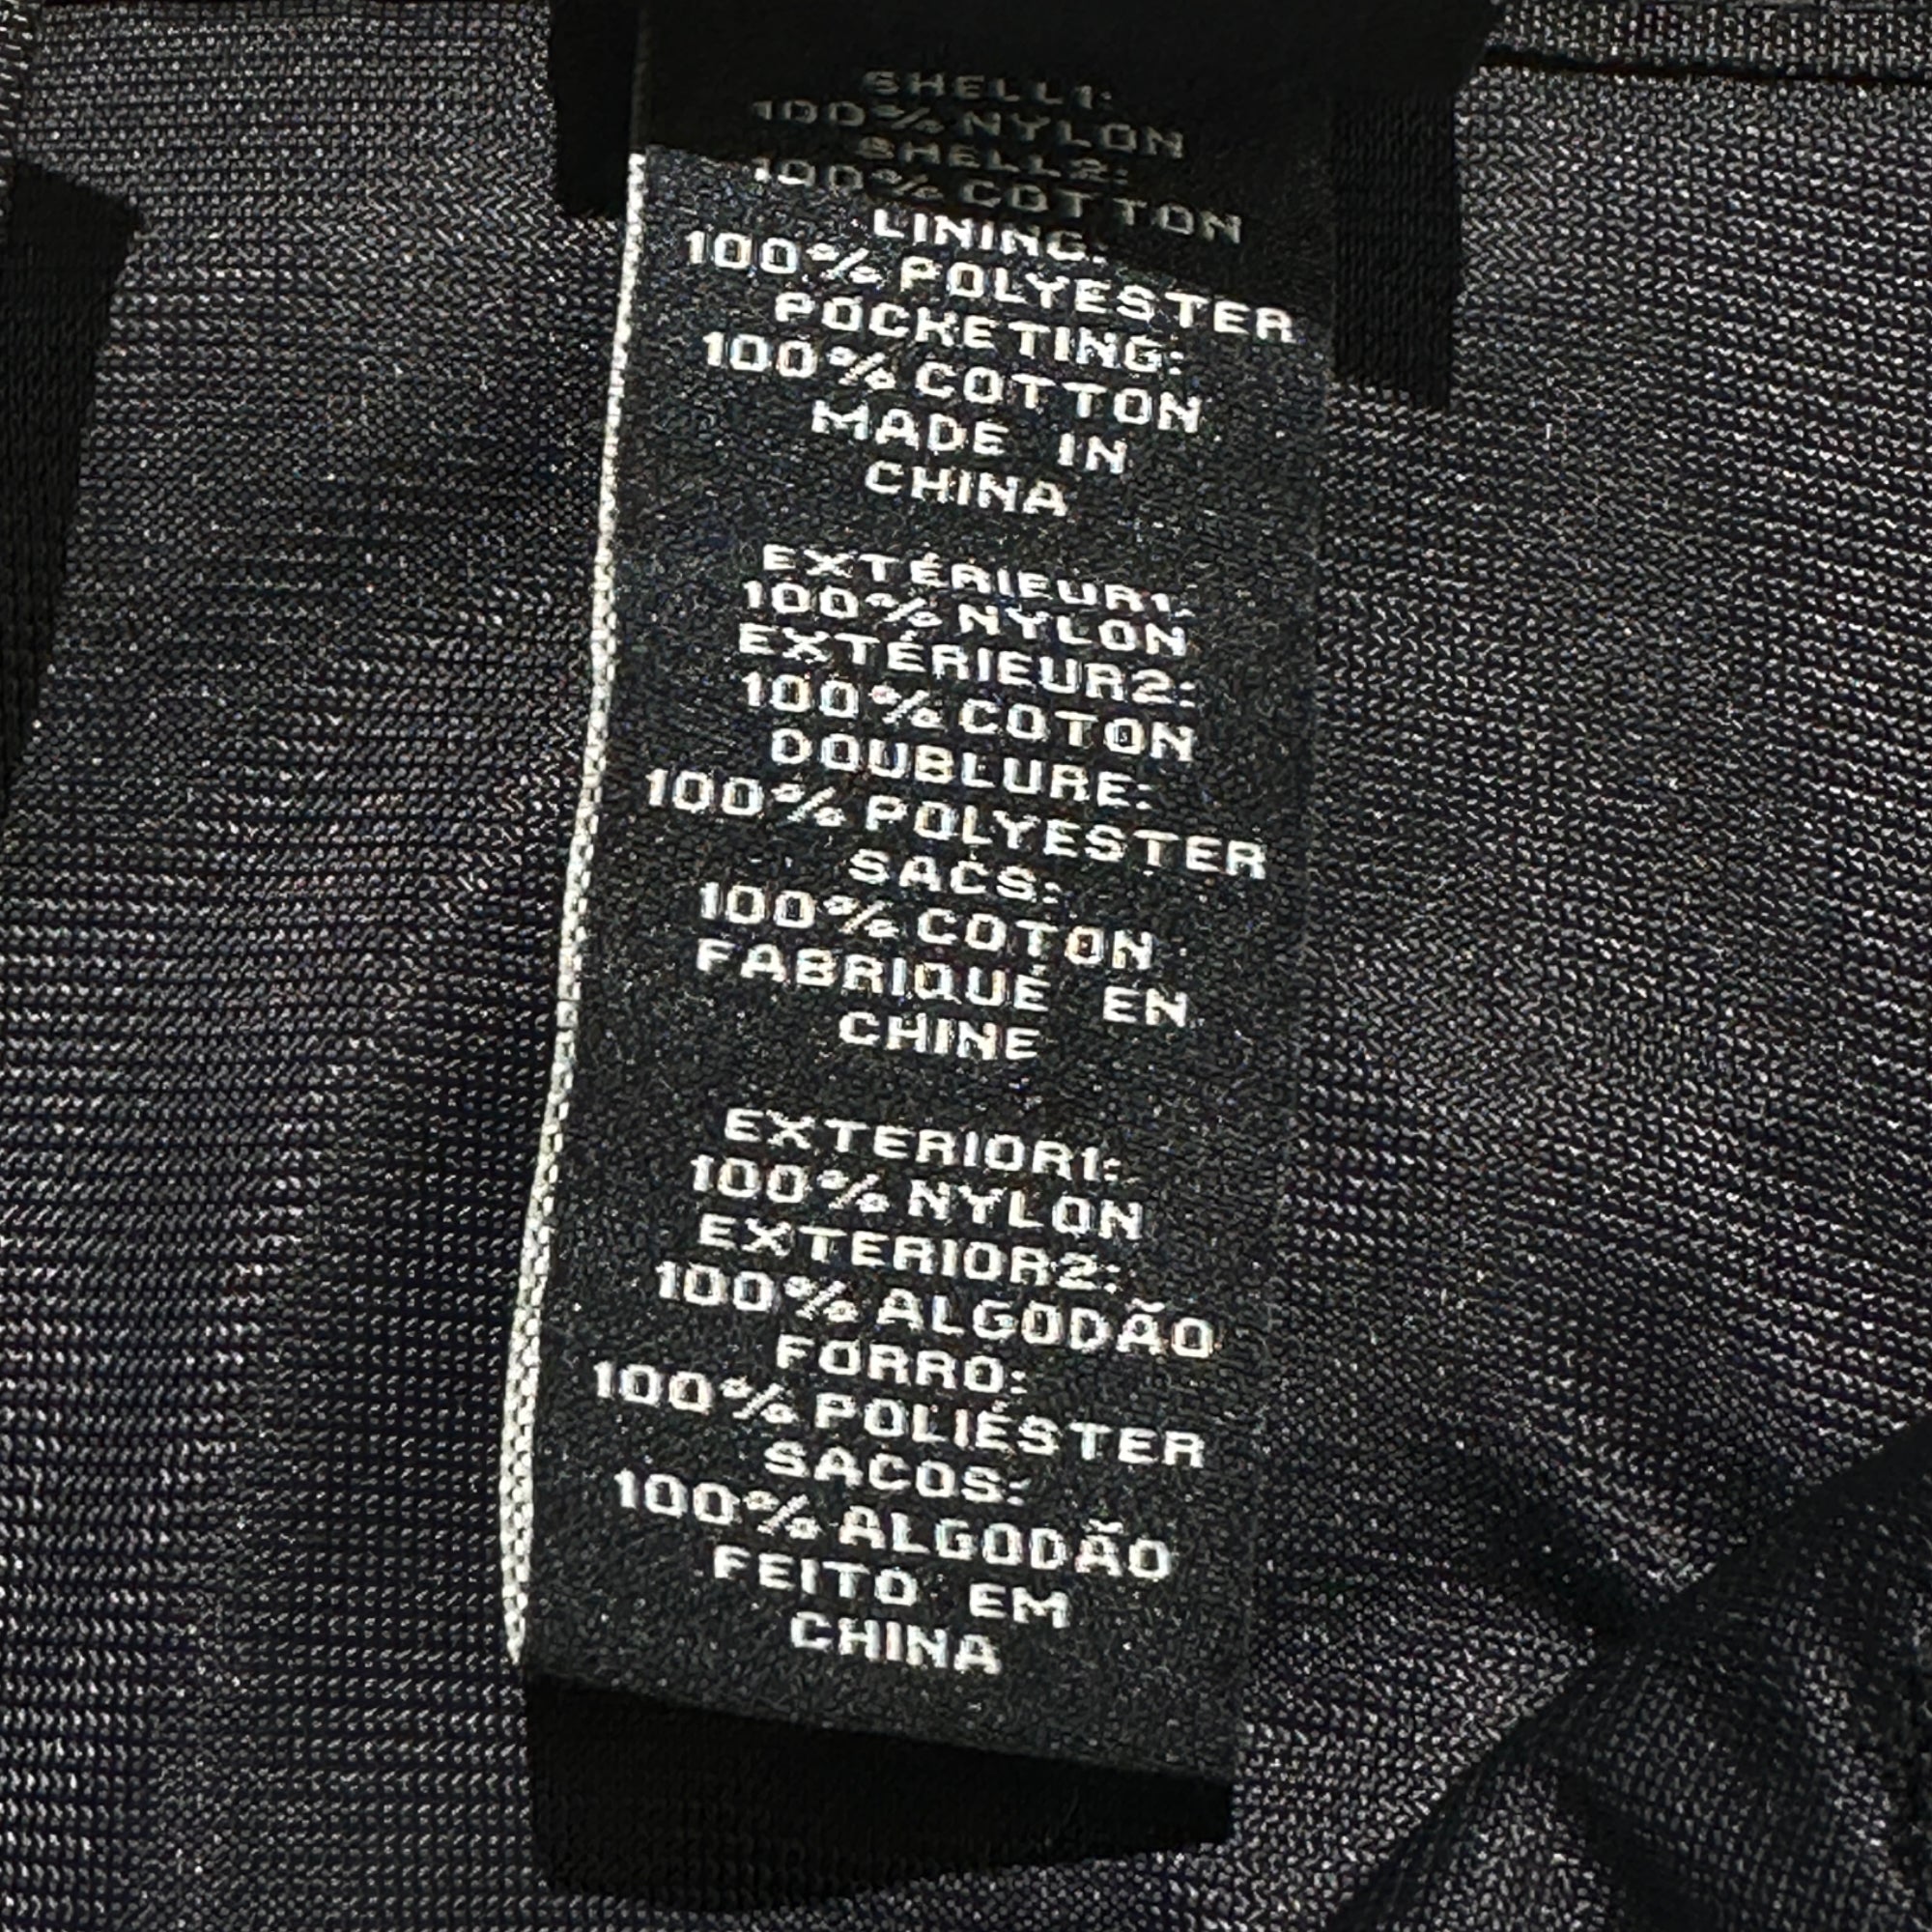 SHELL1:
100% NYLON
SHELL2:
100% COTTON
LINING:
100% POLYESTER
POCKETING:
100% COTTON
MADE IN
CHINA
EXTÉRIEUR1:
100% NYLON
EXTÉRIEUR2:
100% COTON
DOUBLURE:
100% POLYESTER
SACS:
100% COTON
FABRIQUÉ EN
CHINE
EXTERIOR1:
100% NYLON
EXTERIOR2:
100% ALGODÃO
FORRO:
100% POLIÉSTER
SACOS:
100% ALGODÃO
FEITO EM
CHINA